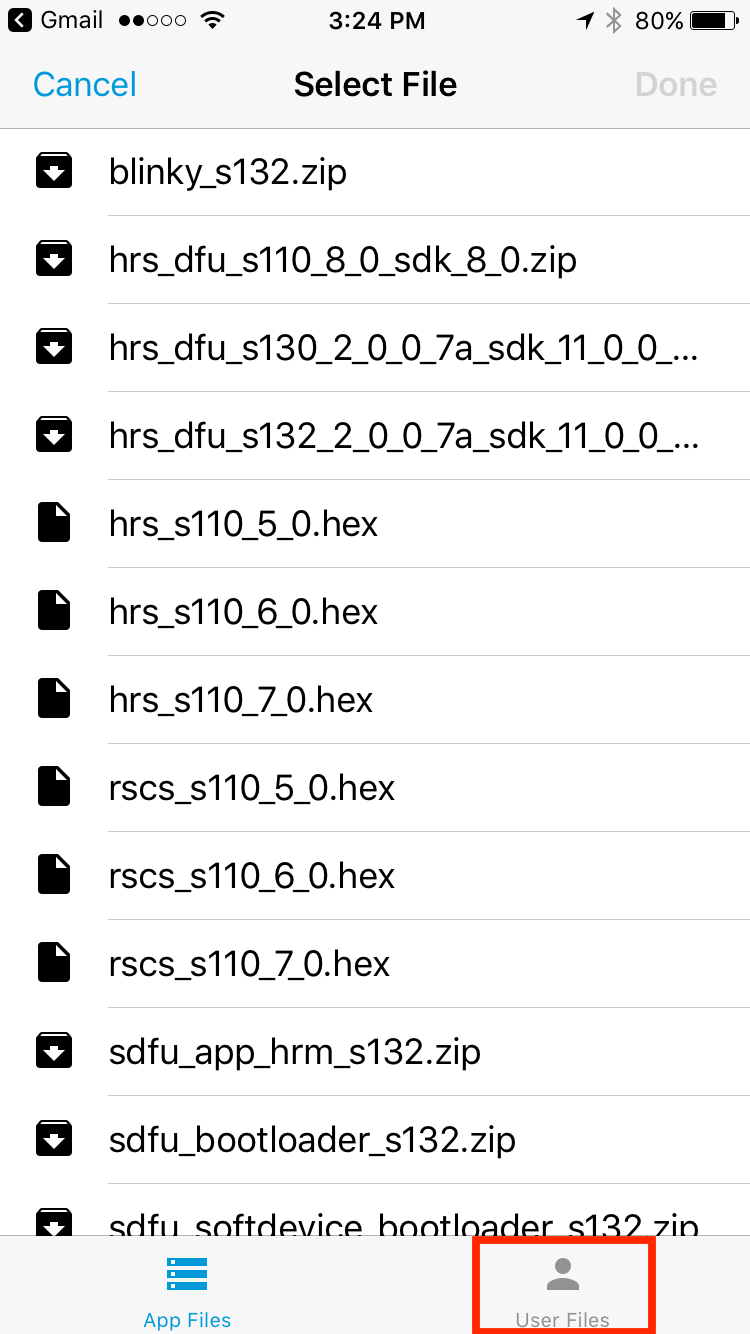 Gmail 3:24 PM 80%
Cancel Select File Done
blinky_s132.zip
hrs_dfu_s110_8_0_sdk_8_0.zip
hrs_dfu_s130_2_0_0_7a_sdk_11_0_0_...
hrs_dfu_s132_2_0_0_7a_sdk_11_0_0_...
hrs_s110_5_0.hex
hrs_s110_6_0.hex
hrs_s110_7_0.hex
rscs_s110_5_0.hex
rscs_s110_6_0.hex
rscs_s110_7_0.hex
sdfu_app_hrm_s132.zip
sdfu_bootloader_s132.zip
sdfu_softdevice_bootloader_s132.zip
App Files User Files